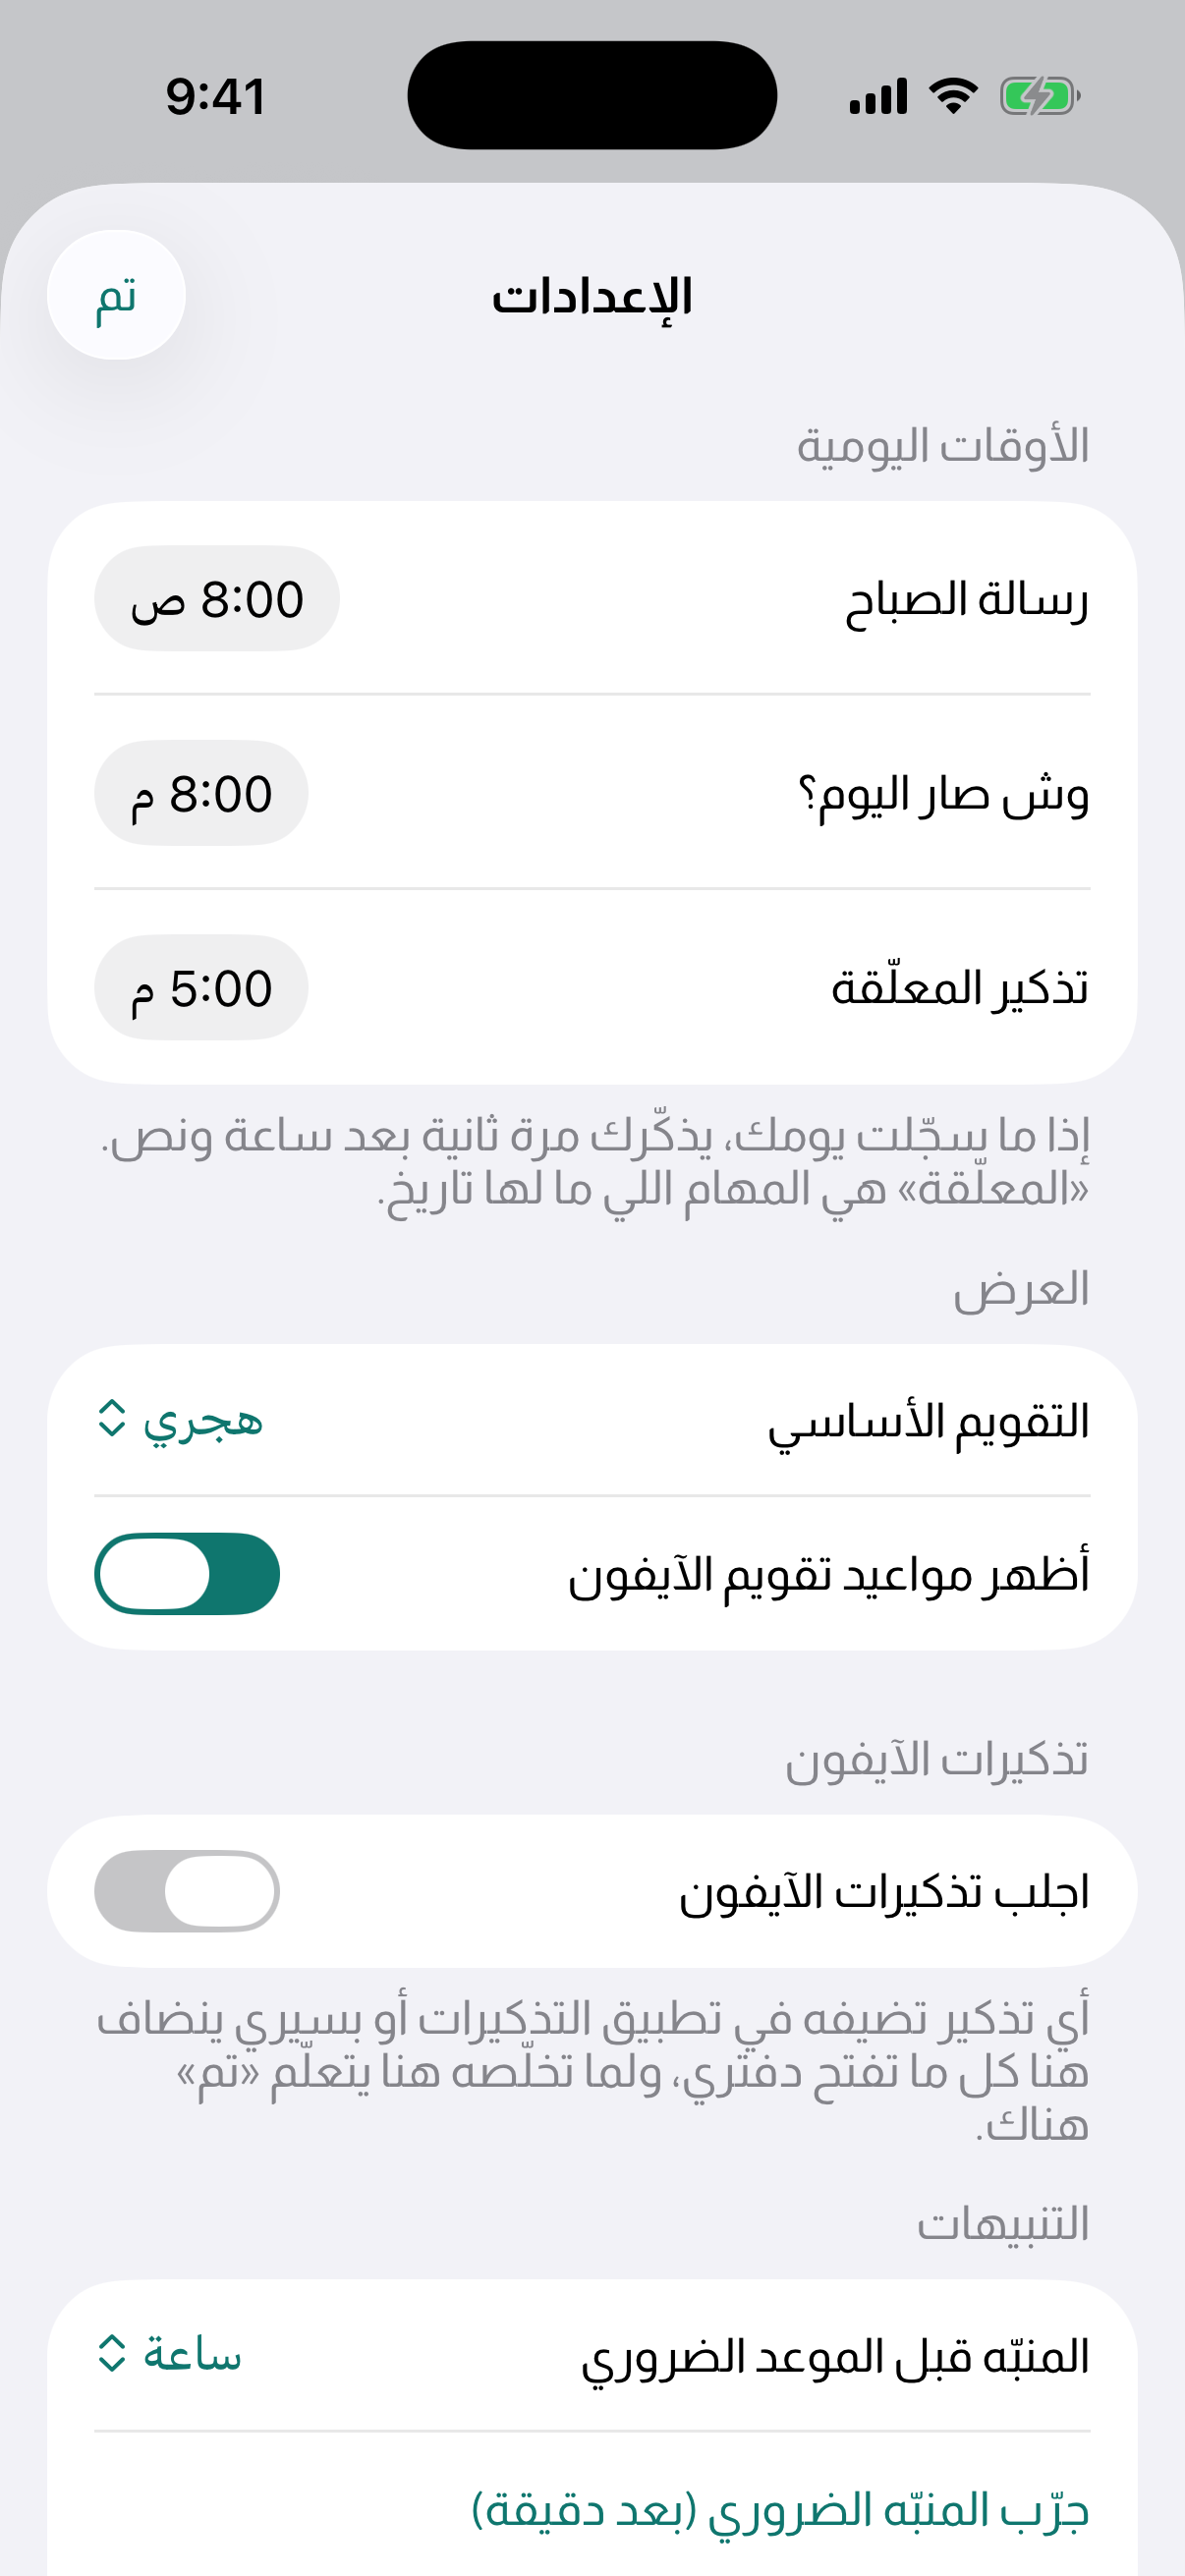 9:41
تم
الإعدادات
الأوقات اليومية
رسالة الصباح
8:00 ص
وش صار اليوم؟
8:00 م
تذكير المعلّقة
5:00 م
إذا ما سجّلت يومك، يذكّرك مرة ثانية بعد ساعة ونص.
«المعلّقة» هي المهام اللي ما لها تاريخ.
العرض
التقويم الأساسي
هجري
أظهر مواعيد تقويم الآيفون
تذكيرات الآيفون
اجلب تذكيرات الآيفون
أي تذكير تضيفه في تطبيق التذكيرات أو بسيري ينضاف
هنا كل ما تفتح دفتري، ولما تخلّصه هنا يتعلّم «تم»
هناك.
التنبيهات
المنبّه قبل الموعد الضروري
ساعة
جرّب المنبّه الضروري (بعد دقيقة)